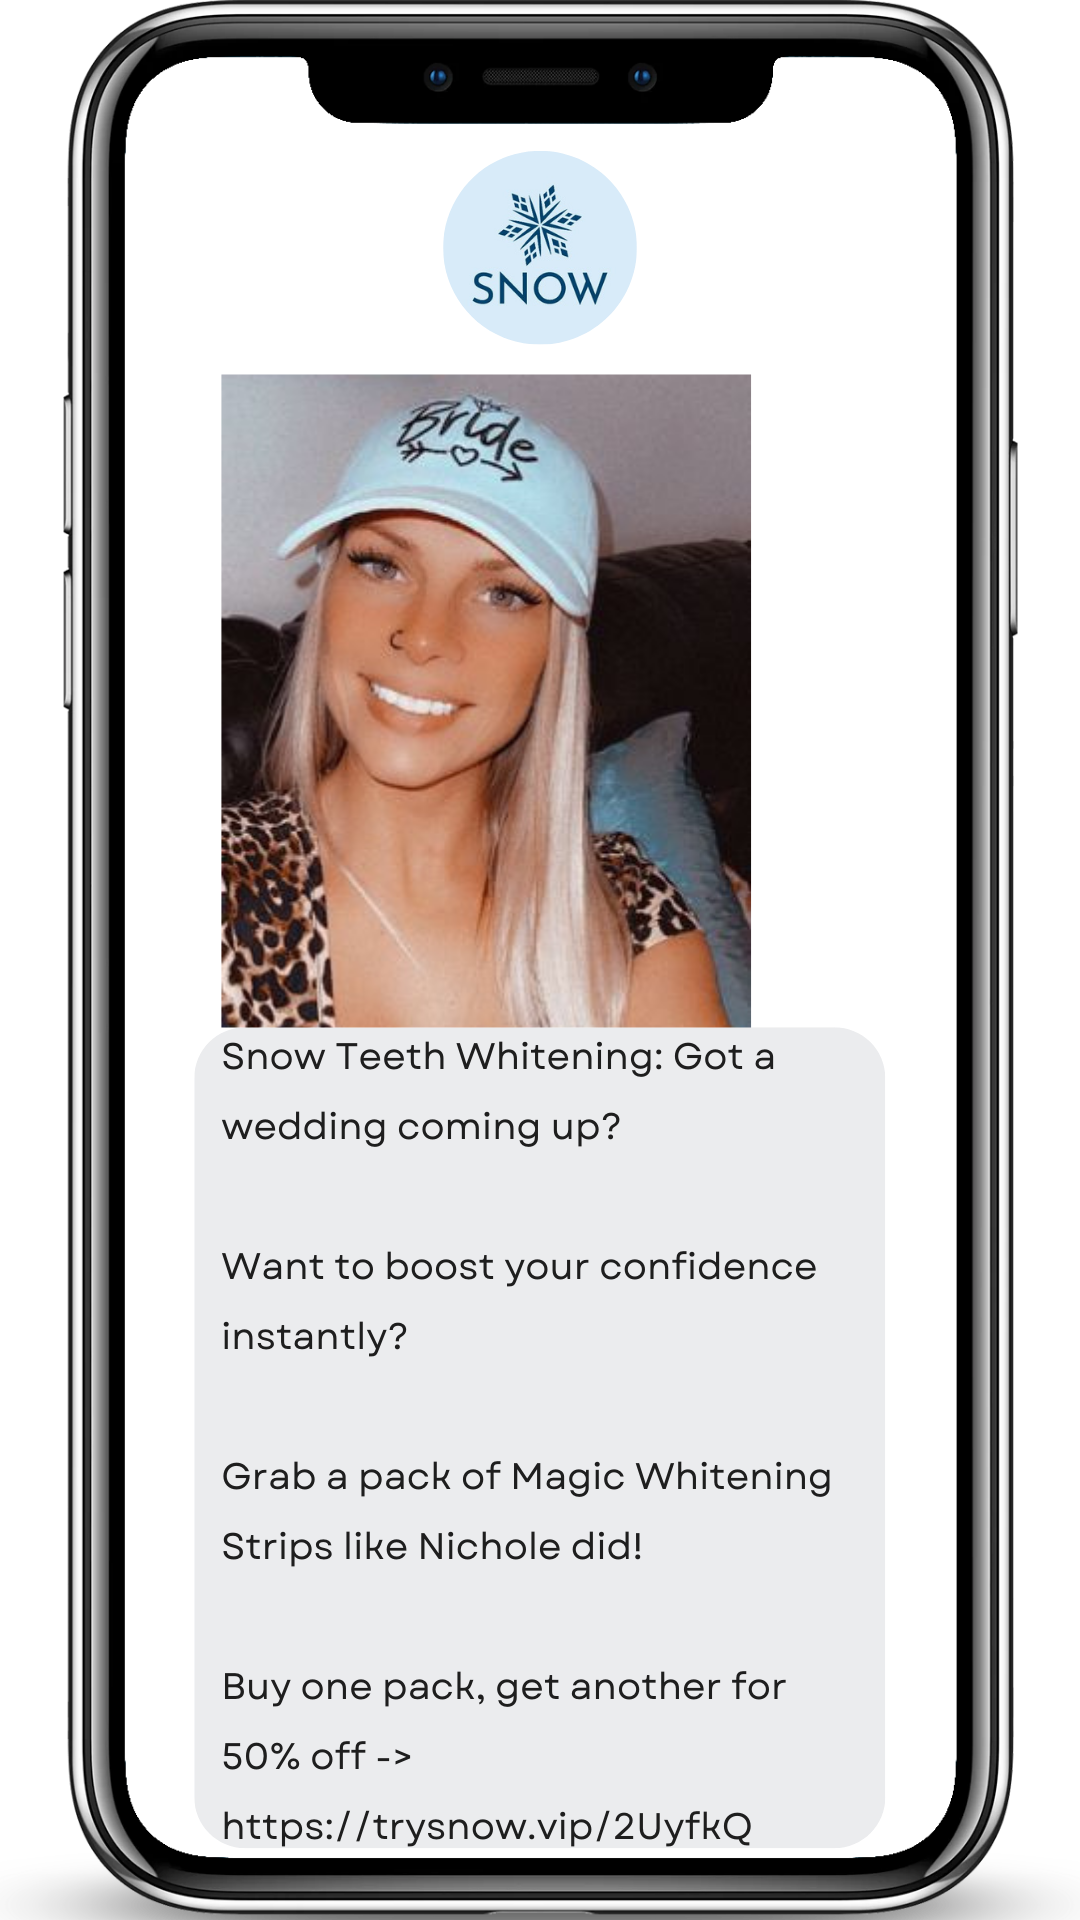 SNOW
Bride
Snow Teeth Whitening: Got a
wedding coming up?
Want to boost your confidence
instantly?
Grab a pack of Magic Whitening
Strips like Nichole did!
Buy one pack, get another for
50% off ->
https://trysnow.vip/2UyfkQ